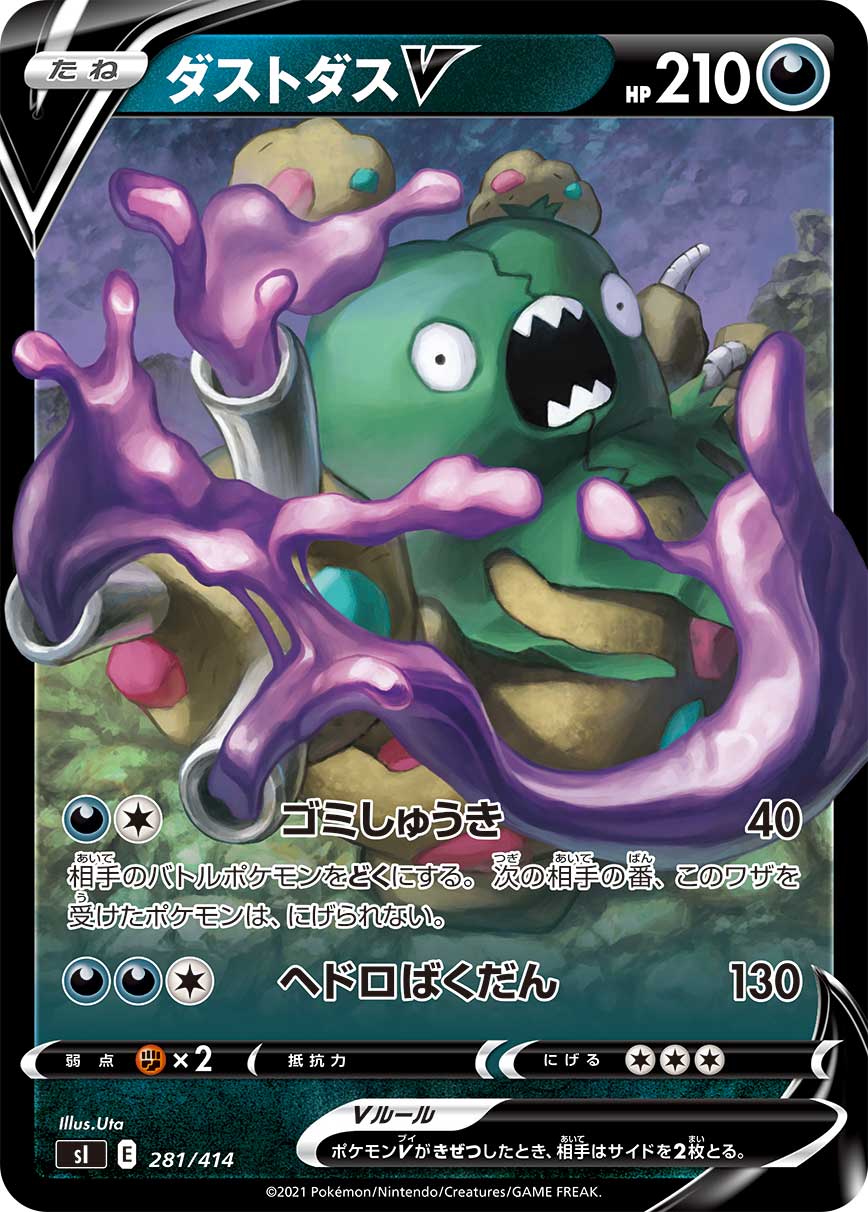 たね
ダストダスV
HP 210
ゴミしゅうき 40
相手のバトルポケモンをどくにする。次の相手の番、このワザを
受けたポケモンは、にげられない。
ヘドロばくだん 130
弱点 ×2 抵抗力 にげる
Illus.Uta
Vルール
ポケモンVがきぜつしたとき、相手はサイドを2枚とる。
sI E 281/414
©2021 Pokémon/Nintendo/Creatures/GAME FREAK.